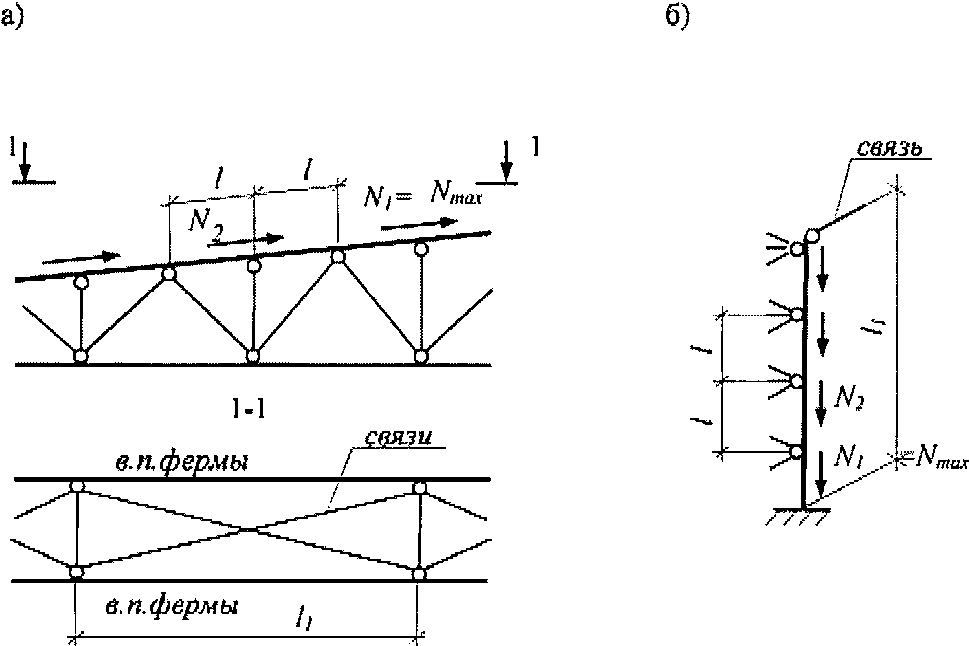 а)
б)
1
1
l
l
N₁= Nmax
N₂
1-1
связи
в.п.фермы
в.п.фермы
l₁
связь
l
l
l₁
N₂
N₁
=Nmax